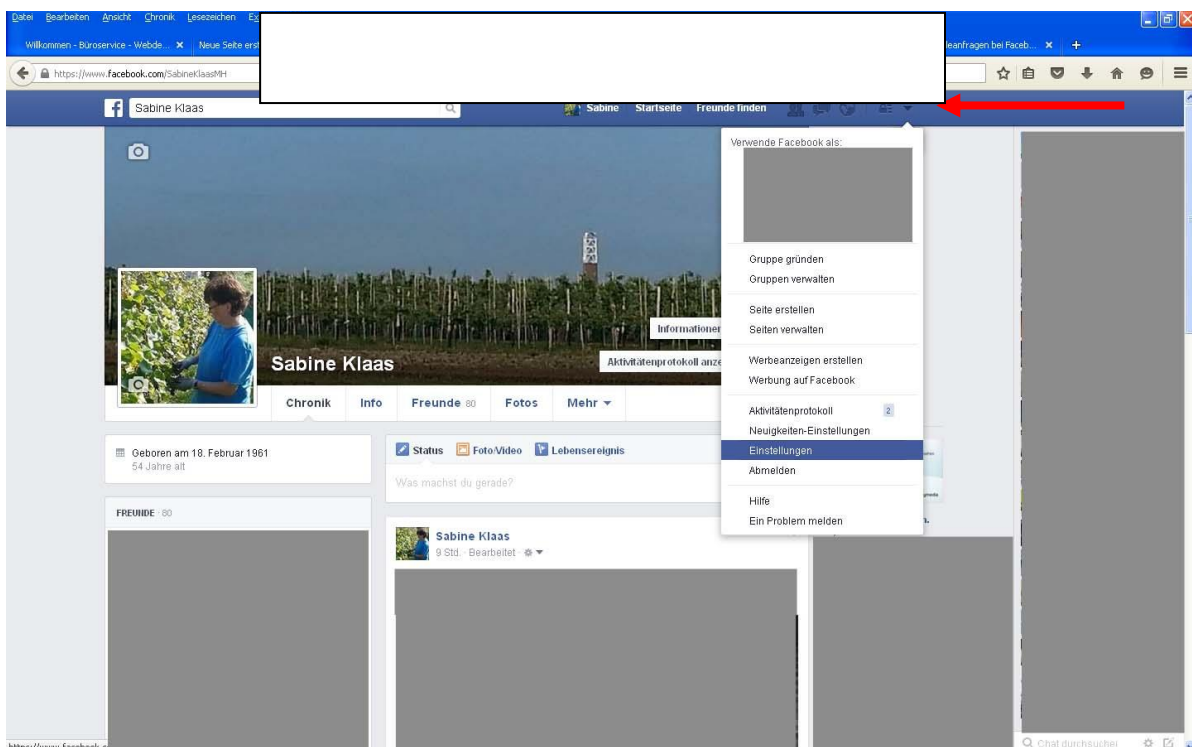 Datei Bearbeiten Ansicht Chronik Lesezeichen
Willkommen - Büroservice - Webde... Neue Seite
https://www.facebook.com/SabineKlaasMH
Sabine Klaas
Sabine Startseite Freunde finden
Verwende Facebook als:
Gruppe gründen
Gruppen verwalten
Seite erstellen
Seiten verwalten
Werbeanzeigen erstellen
Werbung auf Facebook
Aktivitätenprotokoll 2
Neuigkeiten-Einstellungen
Einstellungen
Abmelden
Hilfe
Ein Problem melden
Informationen
Aktivitätenprotokoll
Sabine Klaas
Chronik Info Freunde 80 Fotos Mehr
Geboren am 18. Februar 1961
54 Jahre alt
Status Foto/Video Lebensereignis
Was machst du gerade?
FREUNDE · 80
Sabine Klaas
9 Std. · Bearbeitet ·
Chat durchsuchen